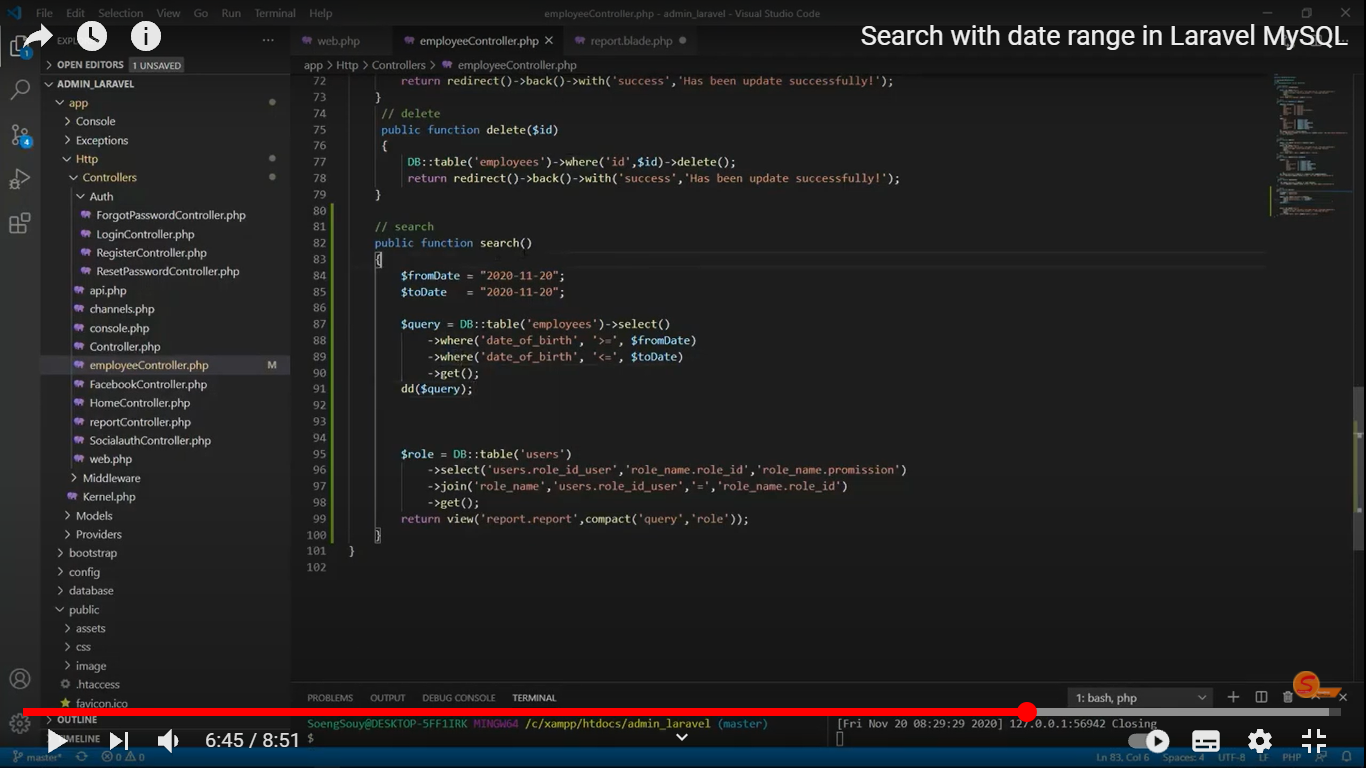 File Edit Selection View Go Run Terminal Help
employeeController.php - admin_laravel - Visual Studio Code
Search with date range in Laravel MySQL
web.php
employeeController.php
report.blade.php
OPEN EDITORS 1 UNSAVED
app > Http > Controllers > employeeController.php
ADMIN_LARAVEL
app
Console
Exceptions
Http
Controllers
Auth
ForgotPasswordController.php
LoginController.php
RegisterController.php
ResetPasswordController.php
api.php
channels.php
console.php
Controller.php
employeeController.php M
FacebookController.php
HomeController.php
reportController.php
SocialauthController.php
web.php
Middleware
Kernel.php
Models
Providers
bootstrap
config
database
public
assets
css
image
.htaccess
favicon.ico
OUTLINE
TIMELINE
72 return redirect()->back()->with('success','Has been update successfully!');
73 }
74 // delete
75 public function delete($id)
76 {
77 DB::table('employees')->where('id',$id)->delete();
78 return redirect()->back()->with('success','Has been update successfully!');
79 }
80
81 // search
82 public function search()
83 {
84 $fromDate = "2020-11-20";
85 $toDate   = "2020-11-20";
86
87 $query = DB::table('employees')->select()
88 ->where('date_of_birth', '>=', $fromDate)
89 ->where('date_of_birth', '<=', $toDate)
90 ->get();
91 dd($query);
92
93
94
95 $role = DB::table('users')
96 ->select('users.role_id_user','role_name.role_id','role_name.promission')
97 ->join('role_name','users.role_id_user','=','role_name.role_id')
98 ->get();
99 return view('report.report',compact('query','role'));
100 }
101 }
102
PROBLEMS OUTPUT DEBUG CONSOLE TERMINAL
1: bash, php
SoengSouy@DESKTOP-5FF1IRK MINGW64 /c/xampp/htdocs/admin_laravel (master)
$
[Fri Nov 20 08:29:29 2020] 127.0.0.1:56942 Closing
6:45 / 8:51
master*
0 0
Ln 83, Col 6 Spaces: 4 UTF-8 LF PHP
1
4